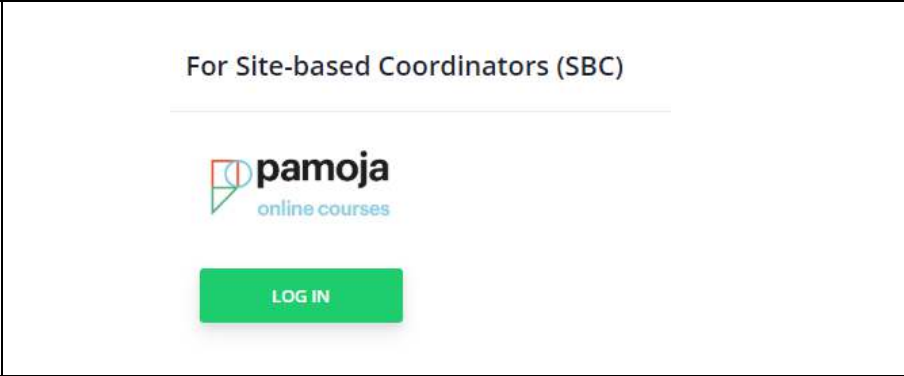 For Site-based Coordinators (SBC)
pamoja
online courses
LOG IN